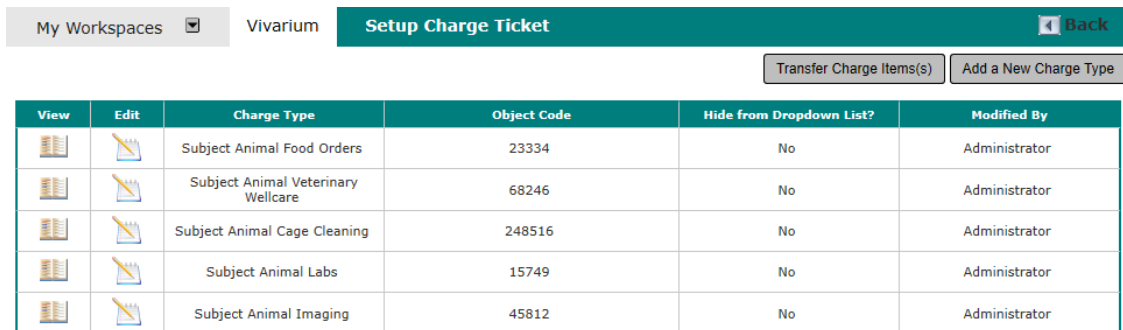 My Workspaces Vivarium Setup Charge Ticket Back
Transfer Charge Items(s) Add a New Charge Type
View Edit Charge Type Object Code Hide from Dropdown List? Modified By
Subject Animal Food Orders 23334 No Administrator
Subject Animal Veterinary
Wellcare 68246 No Administrator
Subject Animal Cage Cleaning 248516 No Administrator
Subject Animal Labs 15749 No Administrator
Subject Animal Imaging 45812 No Administrator